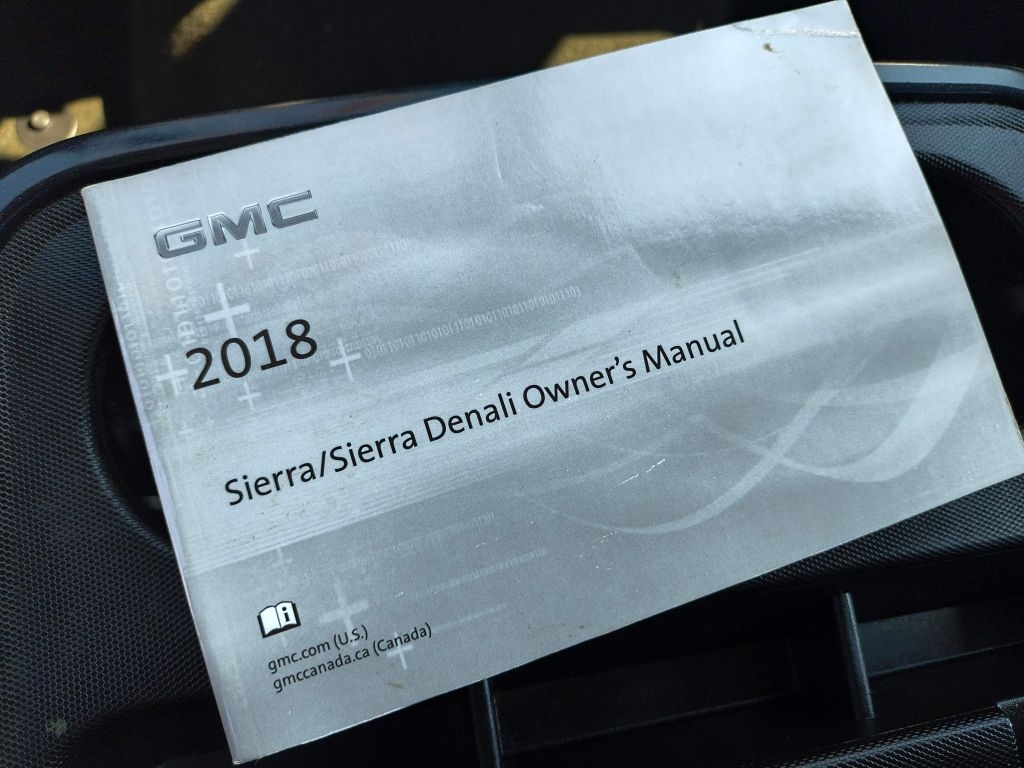 GMC
2018
Sierra/Sierra Denali Owner's Manual
gmc.com (U.S.)
gmccanada.ca (Canada)